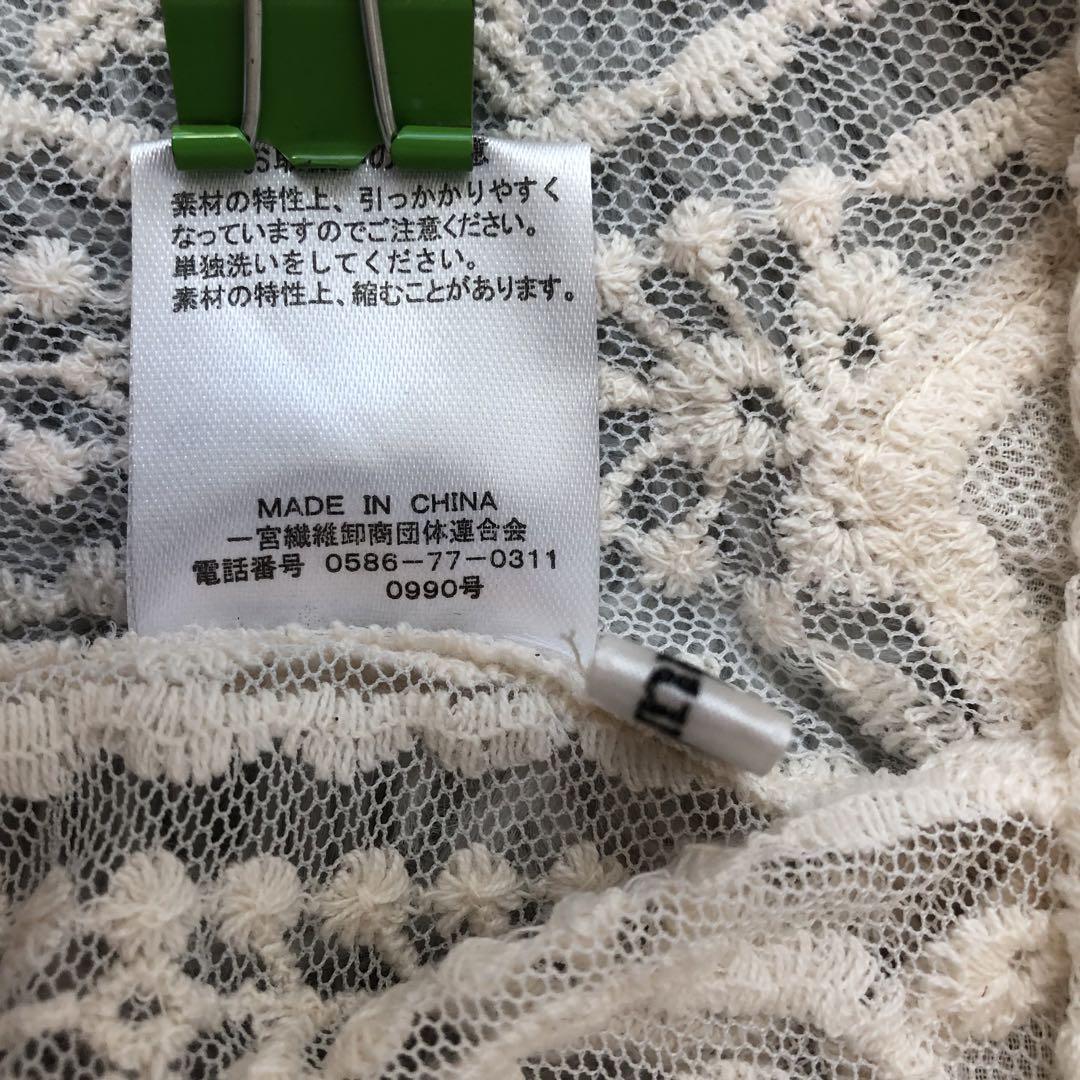 素材の特性上、引っかかりやすく
なっていますのでご注意ください。
単独洗いをしてください。
素材の特性上、縮むことがあります。
MADE IN CHINA
一宮繊維卸商団体連合会
電話番号 0586-77-0311
0990号